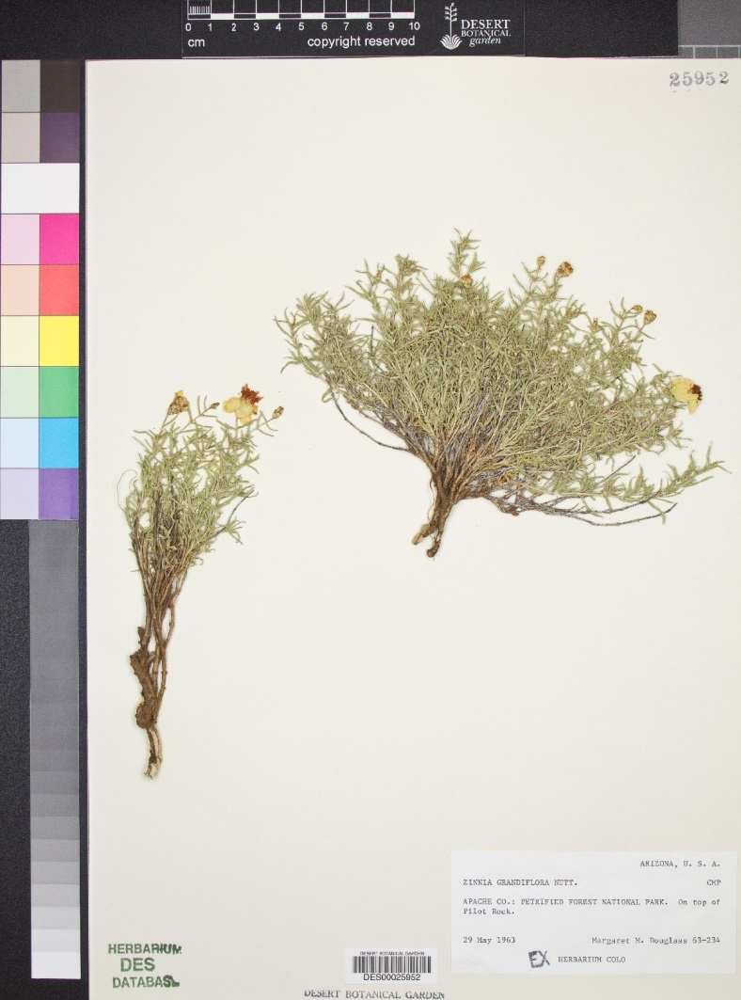 0 1 2 3 4 5 6 7 8 9 10
cm copyright reserved
DESERT
BOTANICAL
garden
25952
ARIZONA, U. S. A.
ZINNIA GRANDIFLORA NUTT. CMP
APACHE CO.: PETRIFIED FOREST NATIONAL PARK. On top of
Pilot Rock.
29 May 1963 Margaret M. Douglass 63-234
EX HERBARIUM COLO
HERBARIUM
DES
DATABASE
DESERT BOTANICAL GARDEN
DES00025952
DESERT BOTANICAL GARDEN